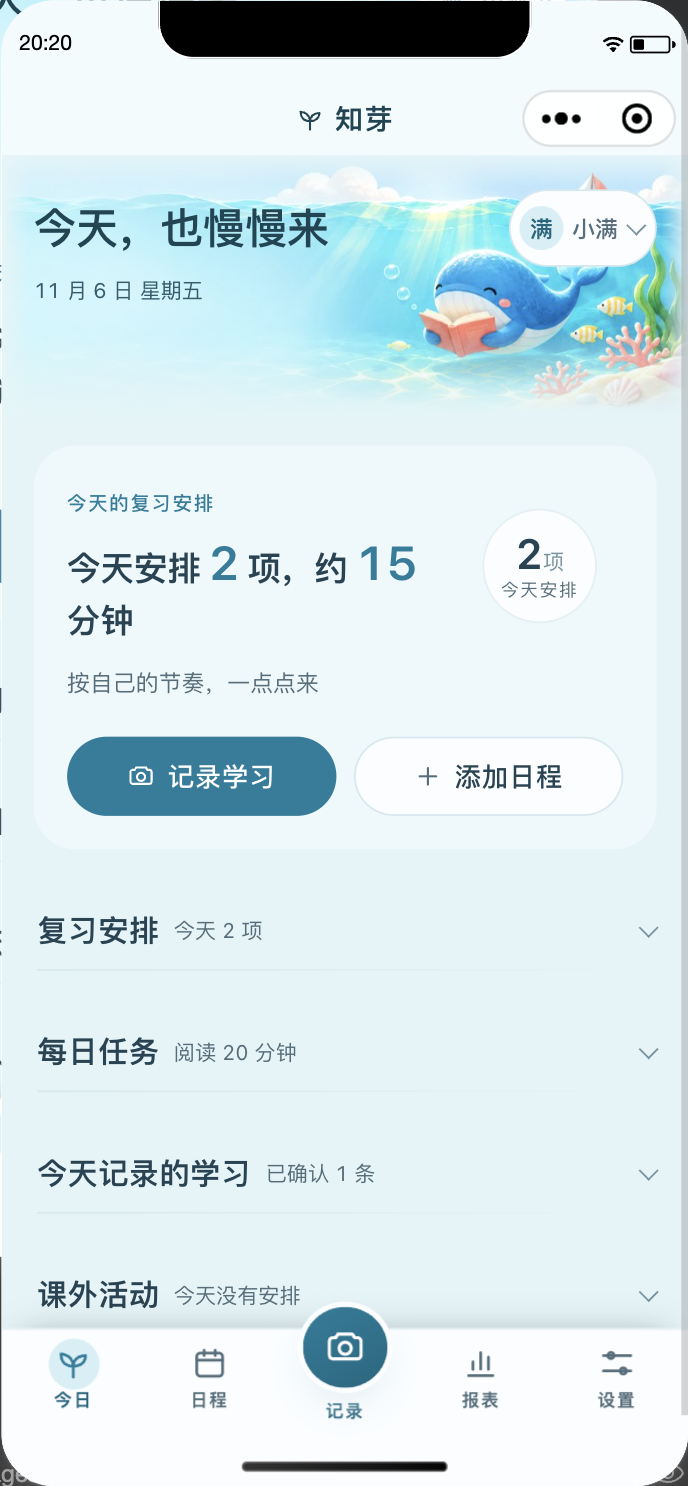 20:20
知芽
今天，也慢慢来
满 小满
11 月 6 日 星期五
今天的复习安排
今天安排 2 项，约 15
分钟
2项
今天安排
按自己的节奏，一点点来
记录学习
添加日程
复习安排 今天 2 项
每日任务 阅读 20 分钟
今天记录的学习 已确认 1 条
课外活动 今天没有安排
今日
日程
记录
报表
设置